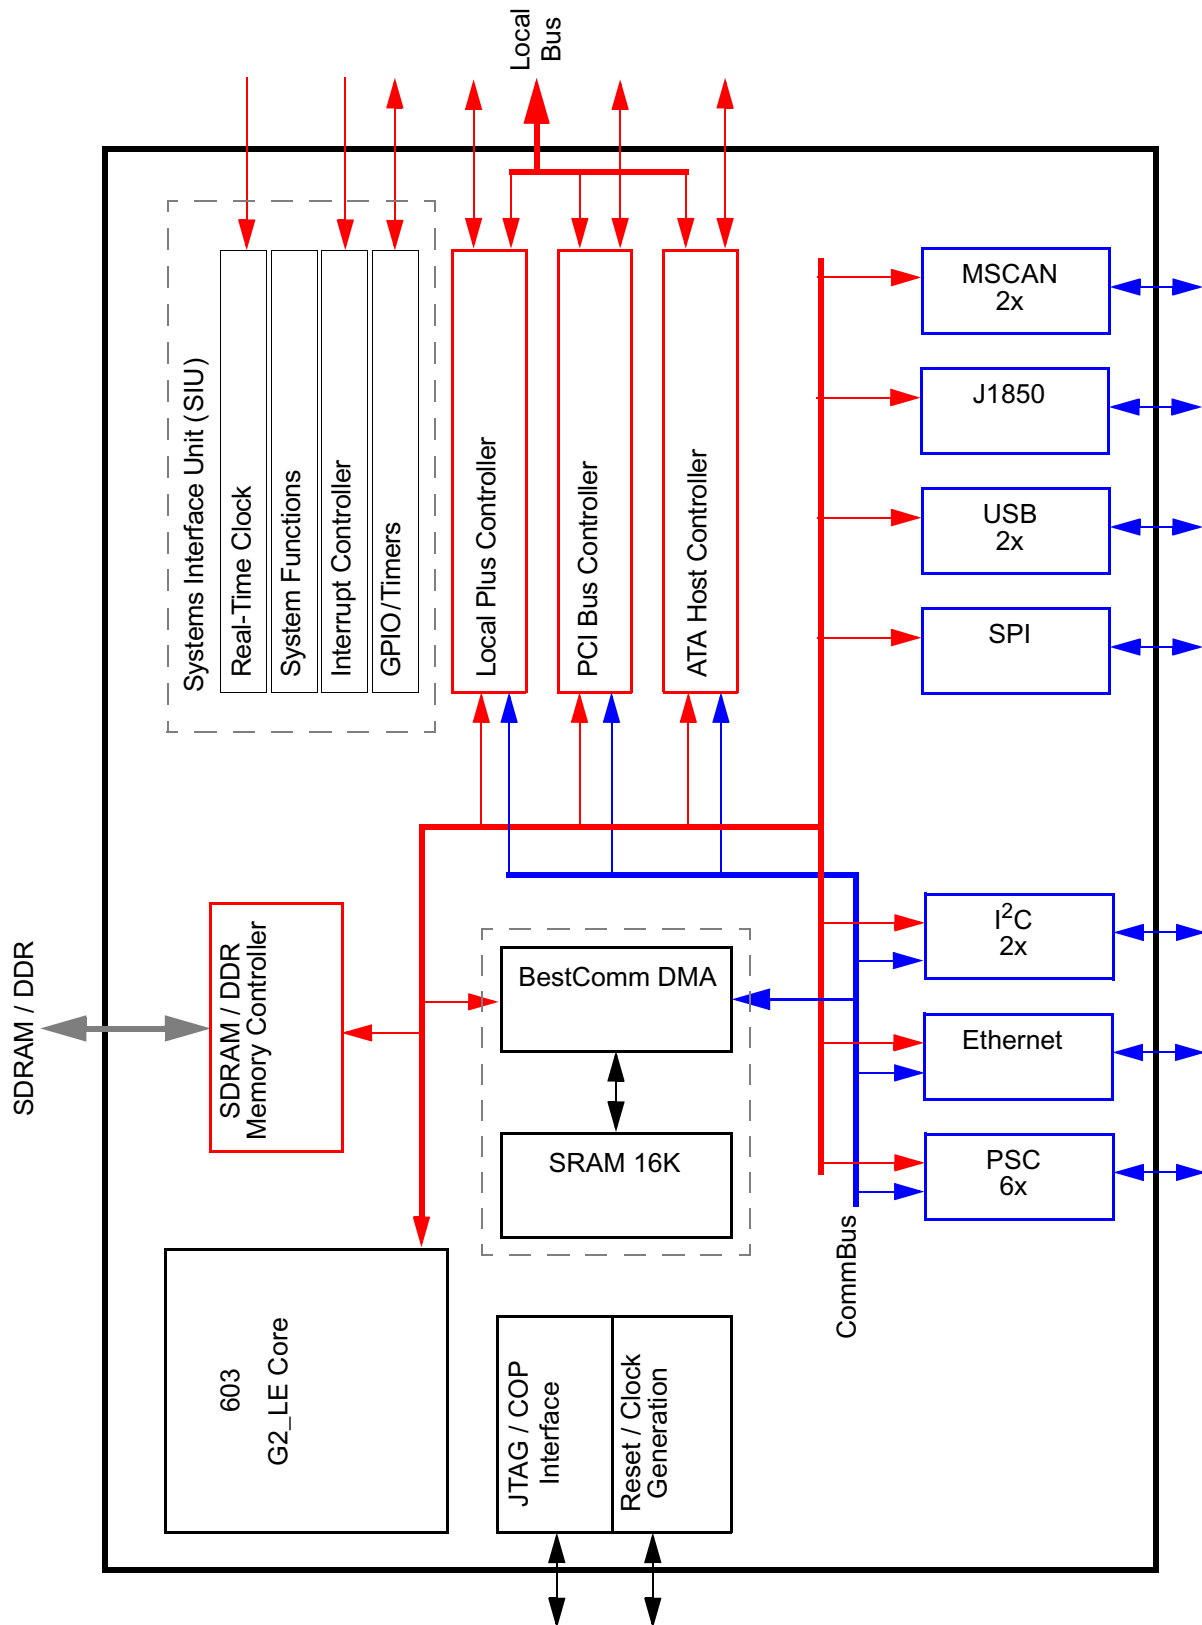 Local
Bus
Systems Interface Unit (SIU)
Real-Time Clock
System Functions
Interrupt Controller
GPIO/Timers
Local Plus Controller
PCI Bus Controller
ATA Host Controller
MSCAN
2x
J1850
USB
2x
SPI
SDRAM / DDR
SDRAM / DDR
Memory Controller
BestComm DMA
SRAM 16K
I²C
2x
Ethernet
PSC
6x
CommBus
603
G2_LE Core
JTAG / COP
Interface
Reset / Clock
Generation